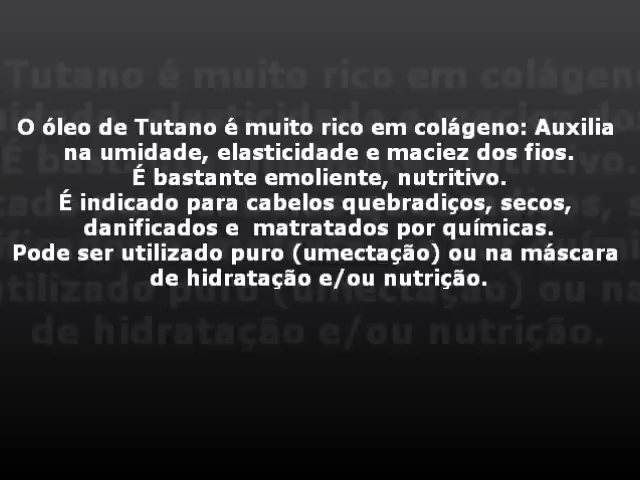 O óleo de Tutano é muito rico em colágeno: Auxilia
na umidade, elasticidade e maciez dos fios.
É bastante emoliente, nutritivo.
É indicado para cabelos quebradiços, secos,
danificados e matratados por químicas.
Pode ser utilizado puro (umectação) ou na máscara
de hidratação e/ou nutrição.